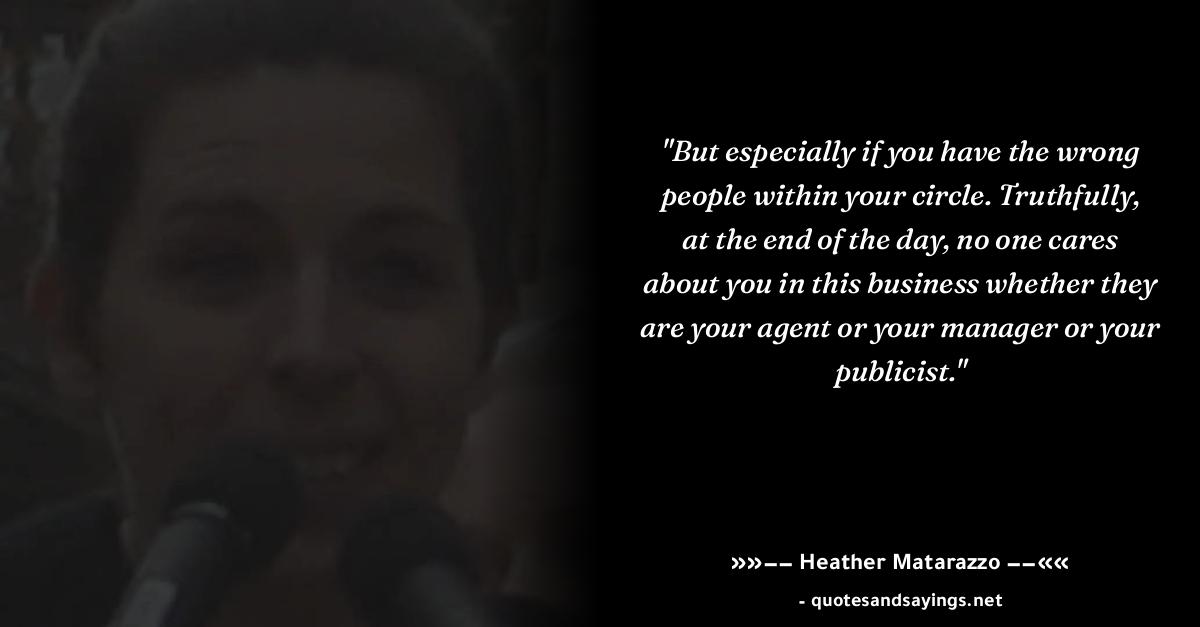 "But especially if you have the wrong
people within your circle. Truthfully,
at the end of the day, no one cares
about you in this business whether they
are your agent or your manager or your
publicist."
»»−− Heather Matarazzo −−««
- quotesandsayings.net